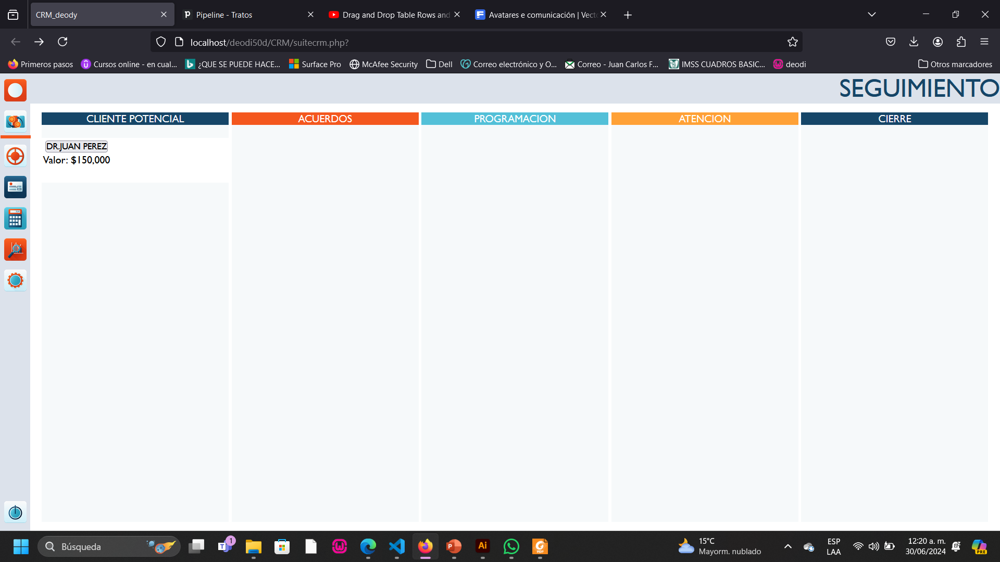 CRM_deody
Pipeline - Tratos
Drag and Drop Table Rows and
Avatares e comunicación | Vecto
localhost/deodi50d/CRM/suitecrm.php?
Primeros pasos
Cursos online - en cual...
¿QUE SE PUEDE HACE...
Surface Pro
McAfee Security
Dell
Correo electrónico y O...
Correo - Juan Carlos F...
IMSS CUADROS BASIC...
deodi
Otros marcadores
SEGUIMIENTO
CLIENTE POTENCIAL
ACUERDOS
PROGRAMACION
ATENCION
CIERRE
DR.JUAN PEREZ
Valor: $150,000
Búsqueda
1
15°C
Mayorm. nublado
ESP
LAA
12:20 a. m.
30/06/2024
PRE